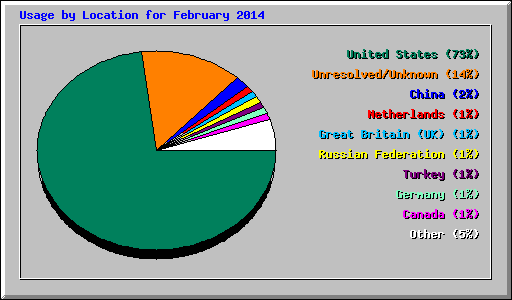 Usage by Location for February 2014
United States (73%)
Unresolved/Unknown (14%)
China (2%)
Netherlands (1%)
Great Britain (UK) (1%)
Russian Federation (1%)
Turkey (1%)
Germany (1%)
Canada (1%)
Other (5%)